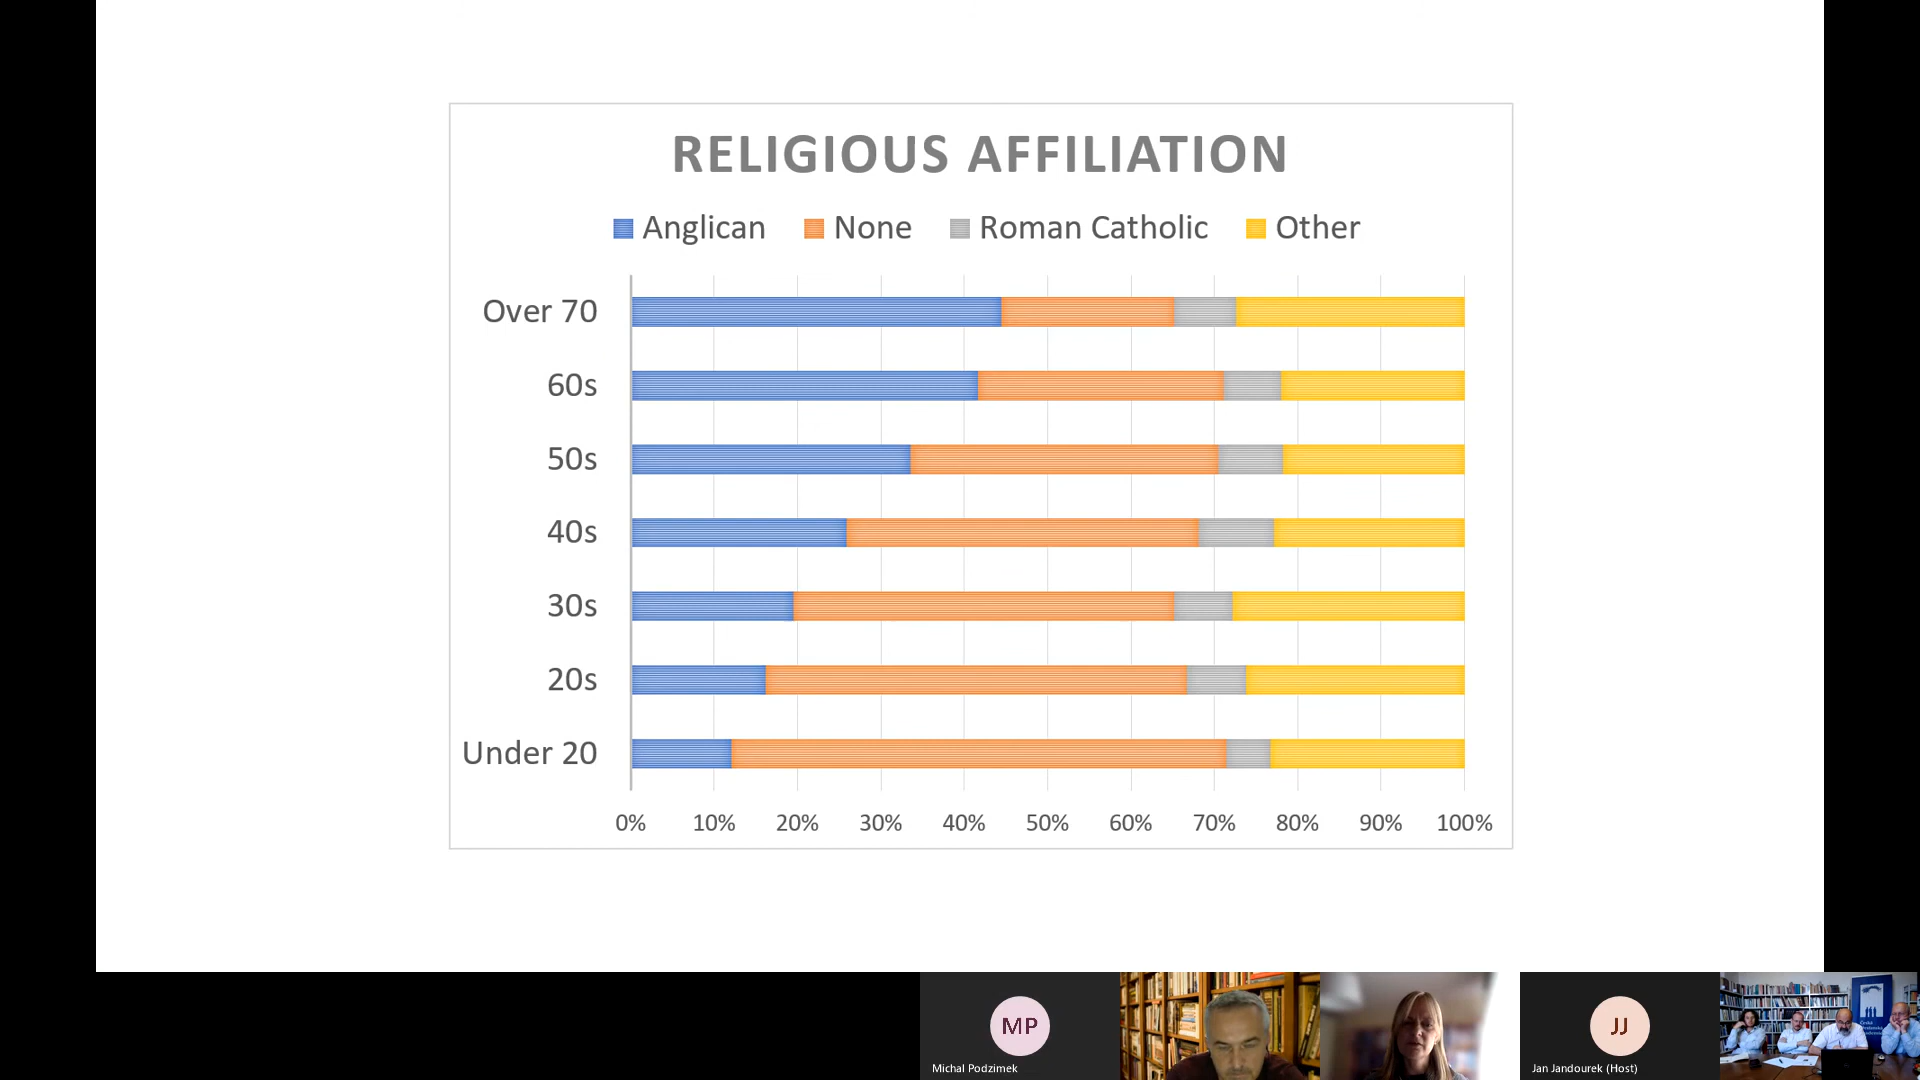 RELIGIOUS AFFILIATION
Anglican None Roman Catholic Other
Over 70
60s
50s
40s
30s
20s
Under 20
0% 10% 20% 30% 40% 50% 60% 70% 80% 90% 100%
MP
JJ
Michal Podzimek
Jan Jandourek (Host)